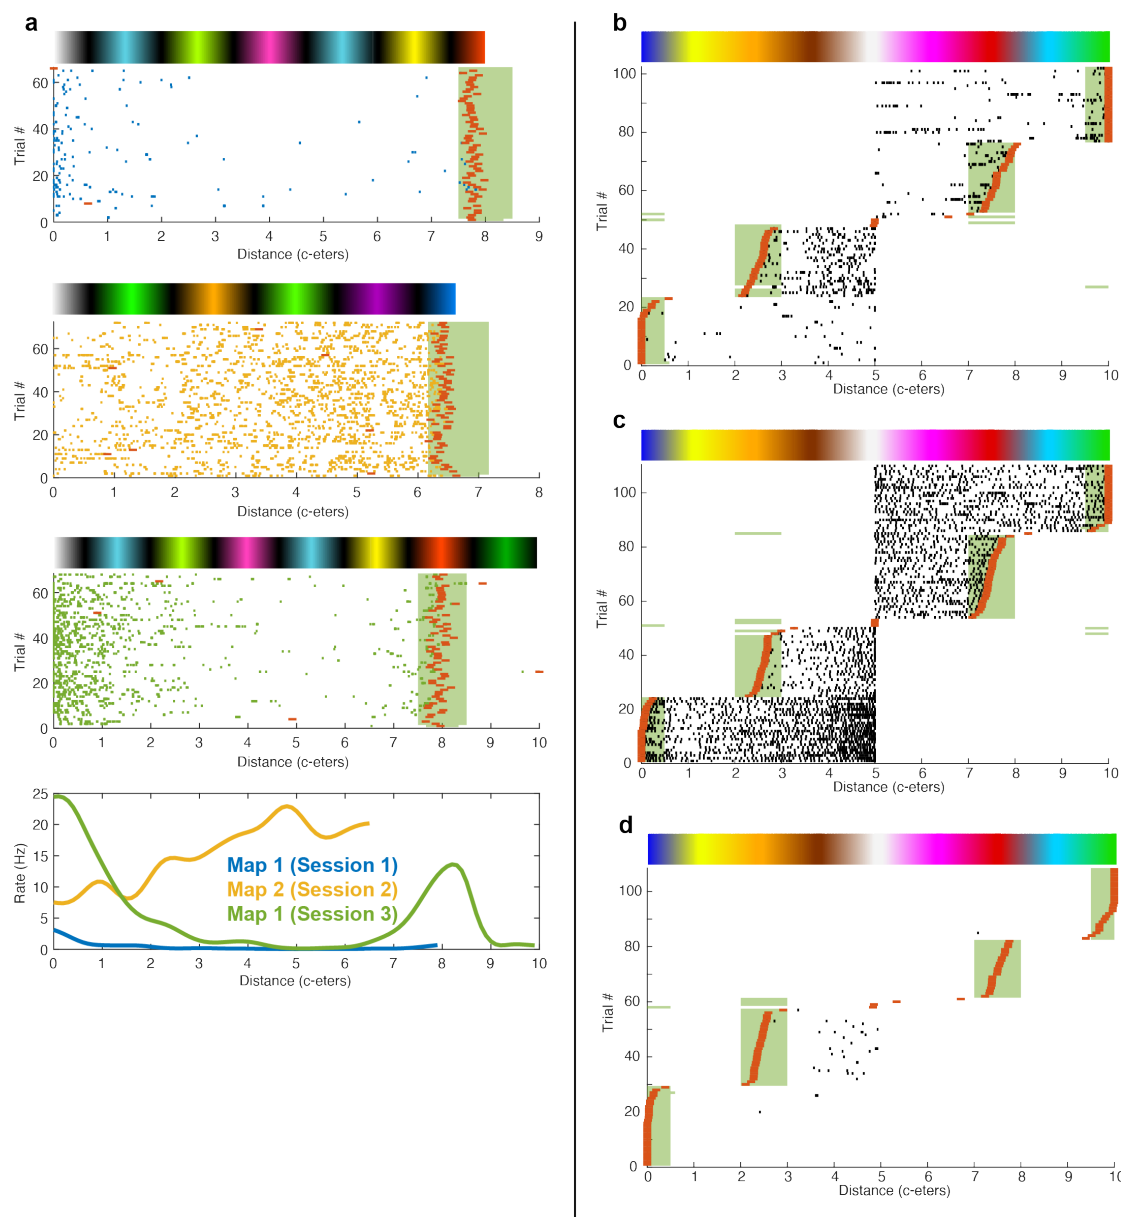 a
60
40
20
0
Trial #
0 1 2 3 4 5 6 7 8 9
Distance (c-eters)
60
40
20
0
Trial #
0 1 2 3 4 5 6 7 8
Distance (c-eters)
60
40
20
0
Trial #
0 1 2 3 4 5 6 7 8 9 10
Distance (c-eters)
25
20
15
10
5
0
Rate (Hz)
Map 1 (Session 1)
Map 2 (Session 2)
Map 1 (Session 3)
0 1 2 3 4 5 6 7 8 9 10
Distance (c-eters)
b
100
80
60
40
20
0
Trial #
0 1 2 3 4 5 6 7 8 9 10
Distance (c-eters)
c
100
80
60
40
20
0
Trial #
0 1 2 3 4 5 6 7 8 9 10
Distance (c-eters)
d
100
80
60
40
20
0
Trial #
0 1 2 3 4 5 6 7 8 9 10
Distance (c-eters)